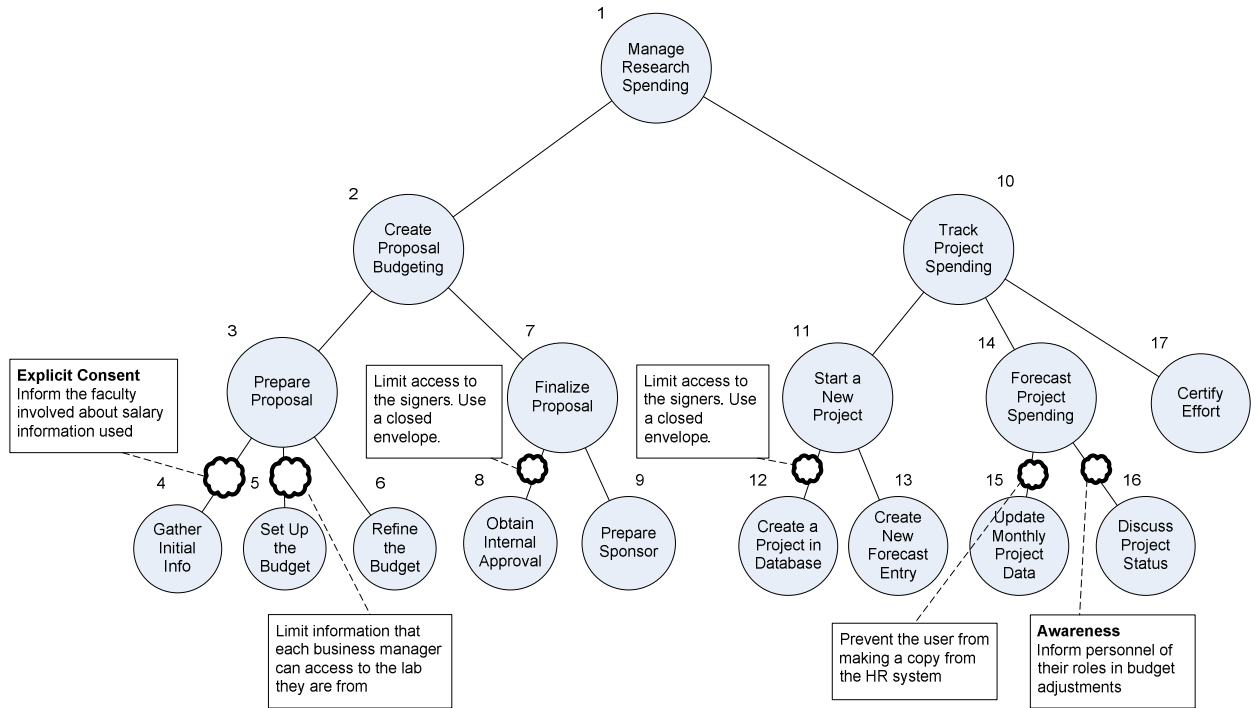 1
Manage
Research
Spending
2
Create
Proposal
Budgeting
10
Track
Project
Spending
3
Prepare
Proposal
7
Finalize
Proposal
11
Start a
New
Project
14
Forecast
Project
Spending
17
Certify
Effort
Explicit Consent
Inform the faculty
involved about salary
information used
Limit access to
the signers. Use
a closed
envelope.
Limit access to
the signers. Use
a closed
envelope.
4
Gather
Initial
Info
5
Set Up
the
Budget
6
Refine
the
Budget
8
Obtain
Internal
Approval
9
Prepare
Sponsor
12
Create a
Project in
Database
13
Create
New
Forecast
Entry
15
Update
Monthly
Project
Data
16
Discuss
Project
Status
Limit information that
each business manager
can access to the lab
they are from
Prevent the user from
making a copy from
the HR system
Awareness
Inform personnel of
their roles in budget
adjustments